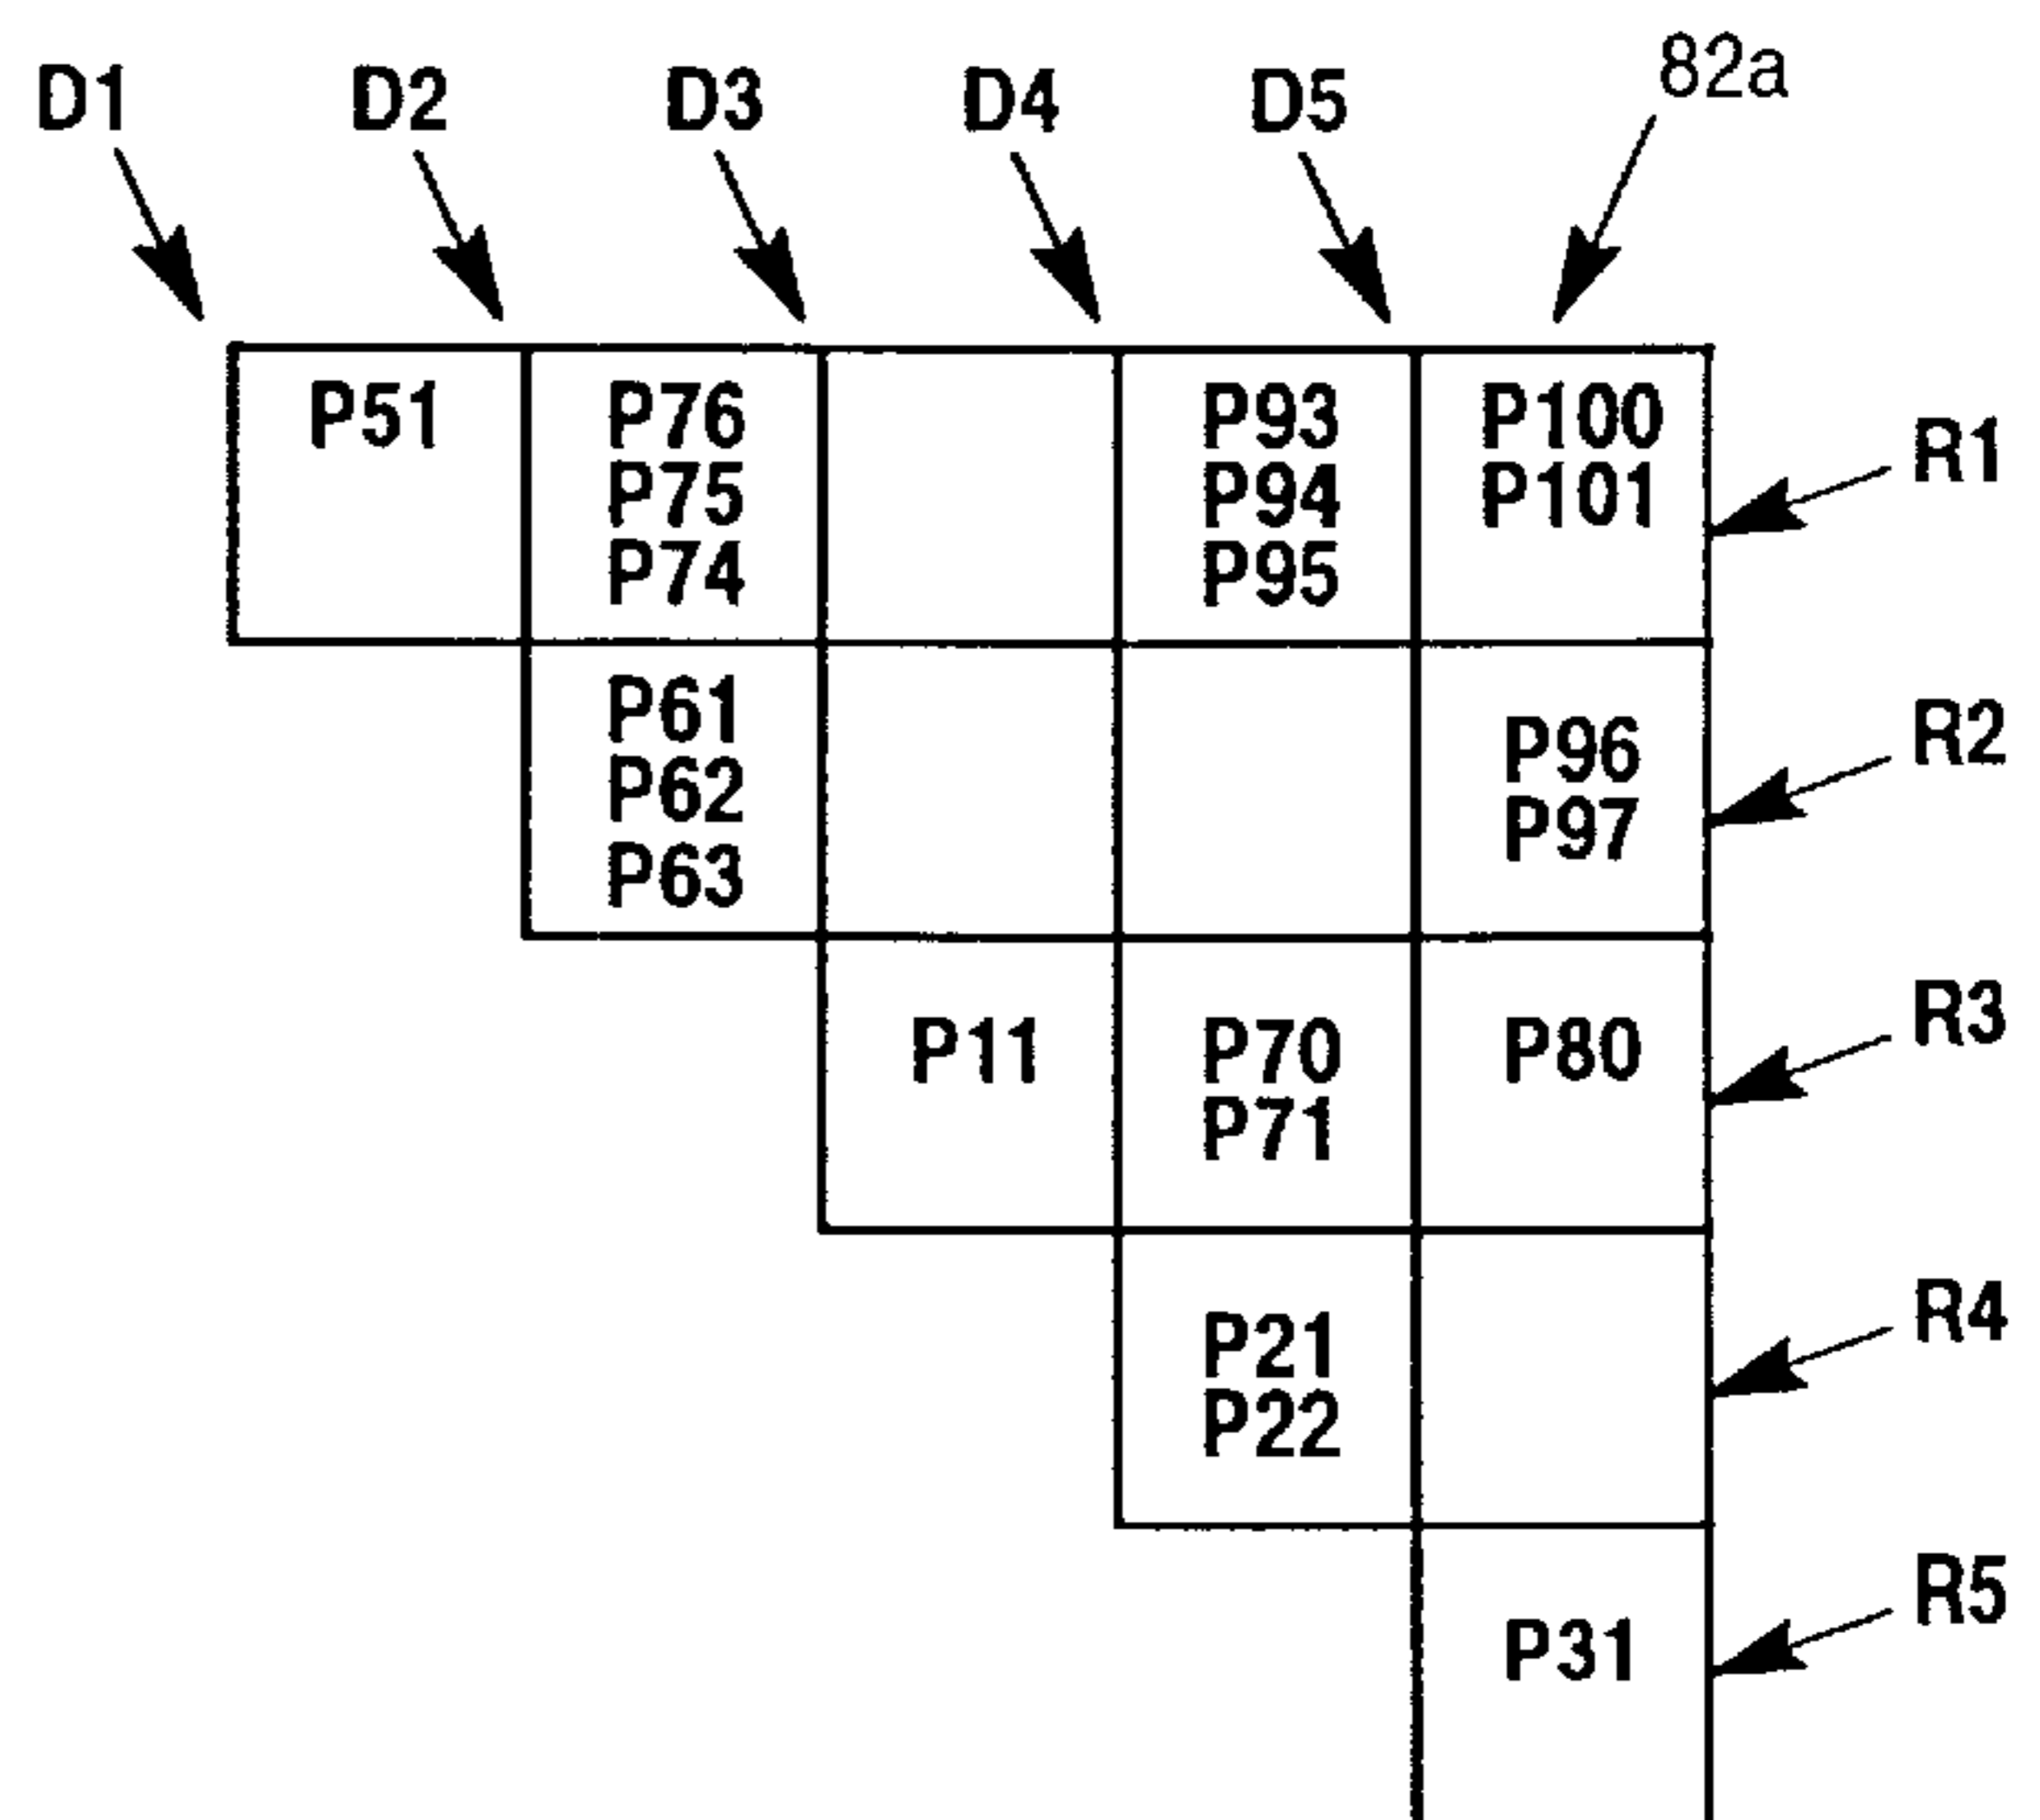 D1 D2 D3 D4 D5 82a
P51 P76 P93 P100 R1
P75 P94 P101
P74 P95
P61 R2
P62 P96
P63 P97
P11 P70 P80 R3
P71
P21 R4
P22
P31 R5